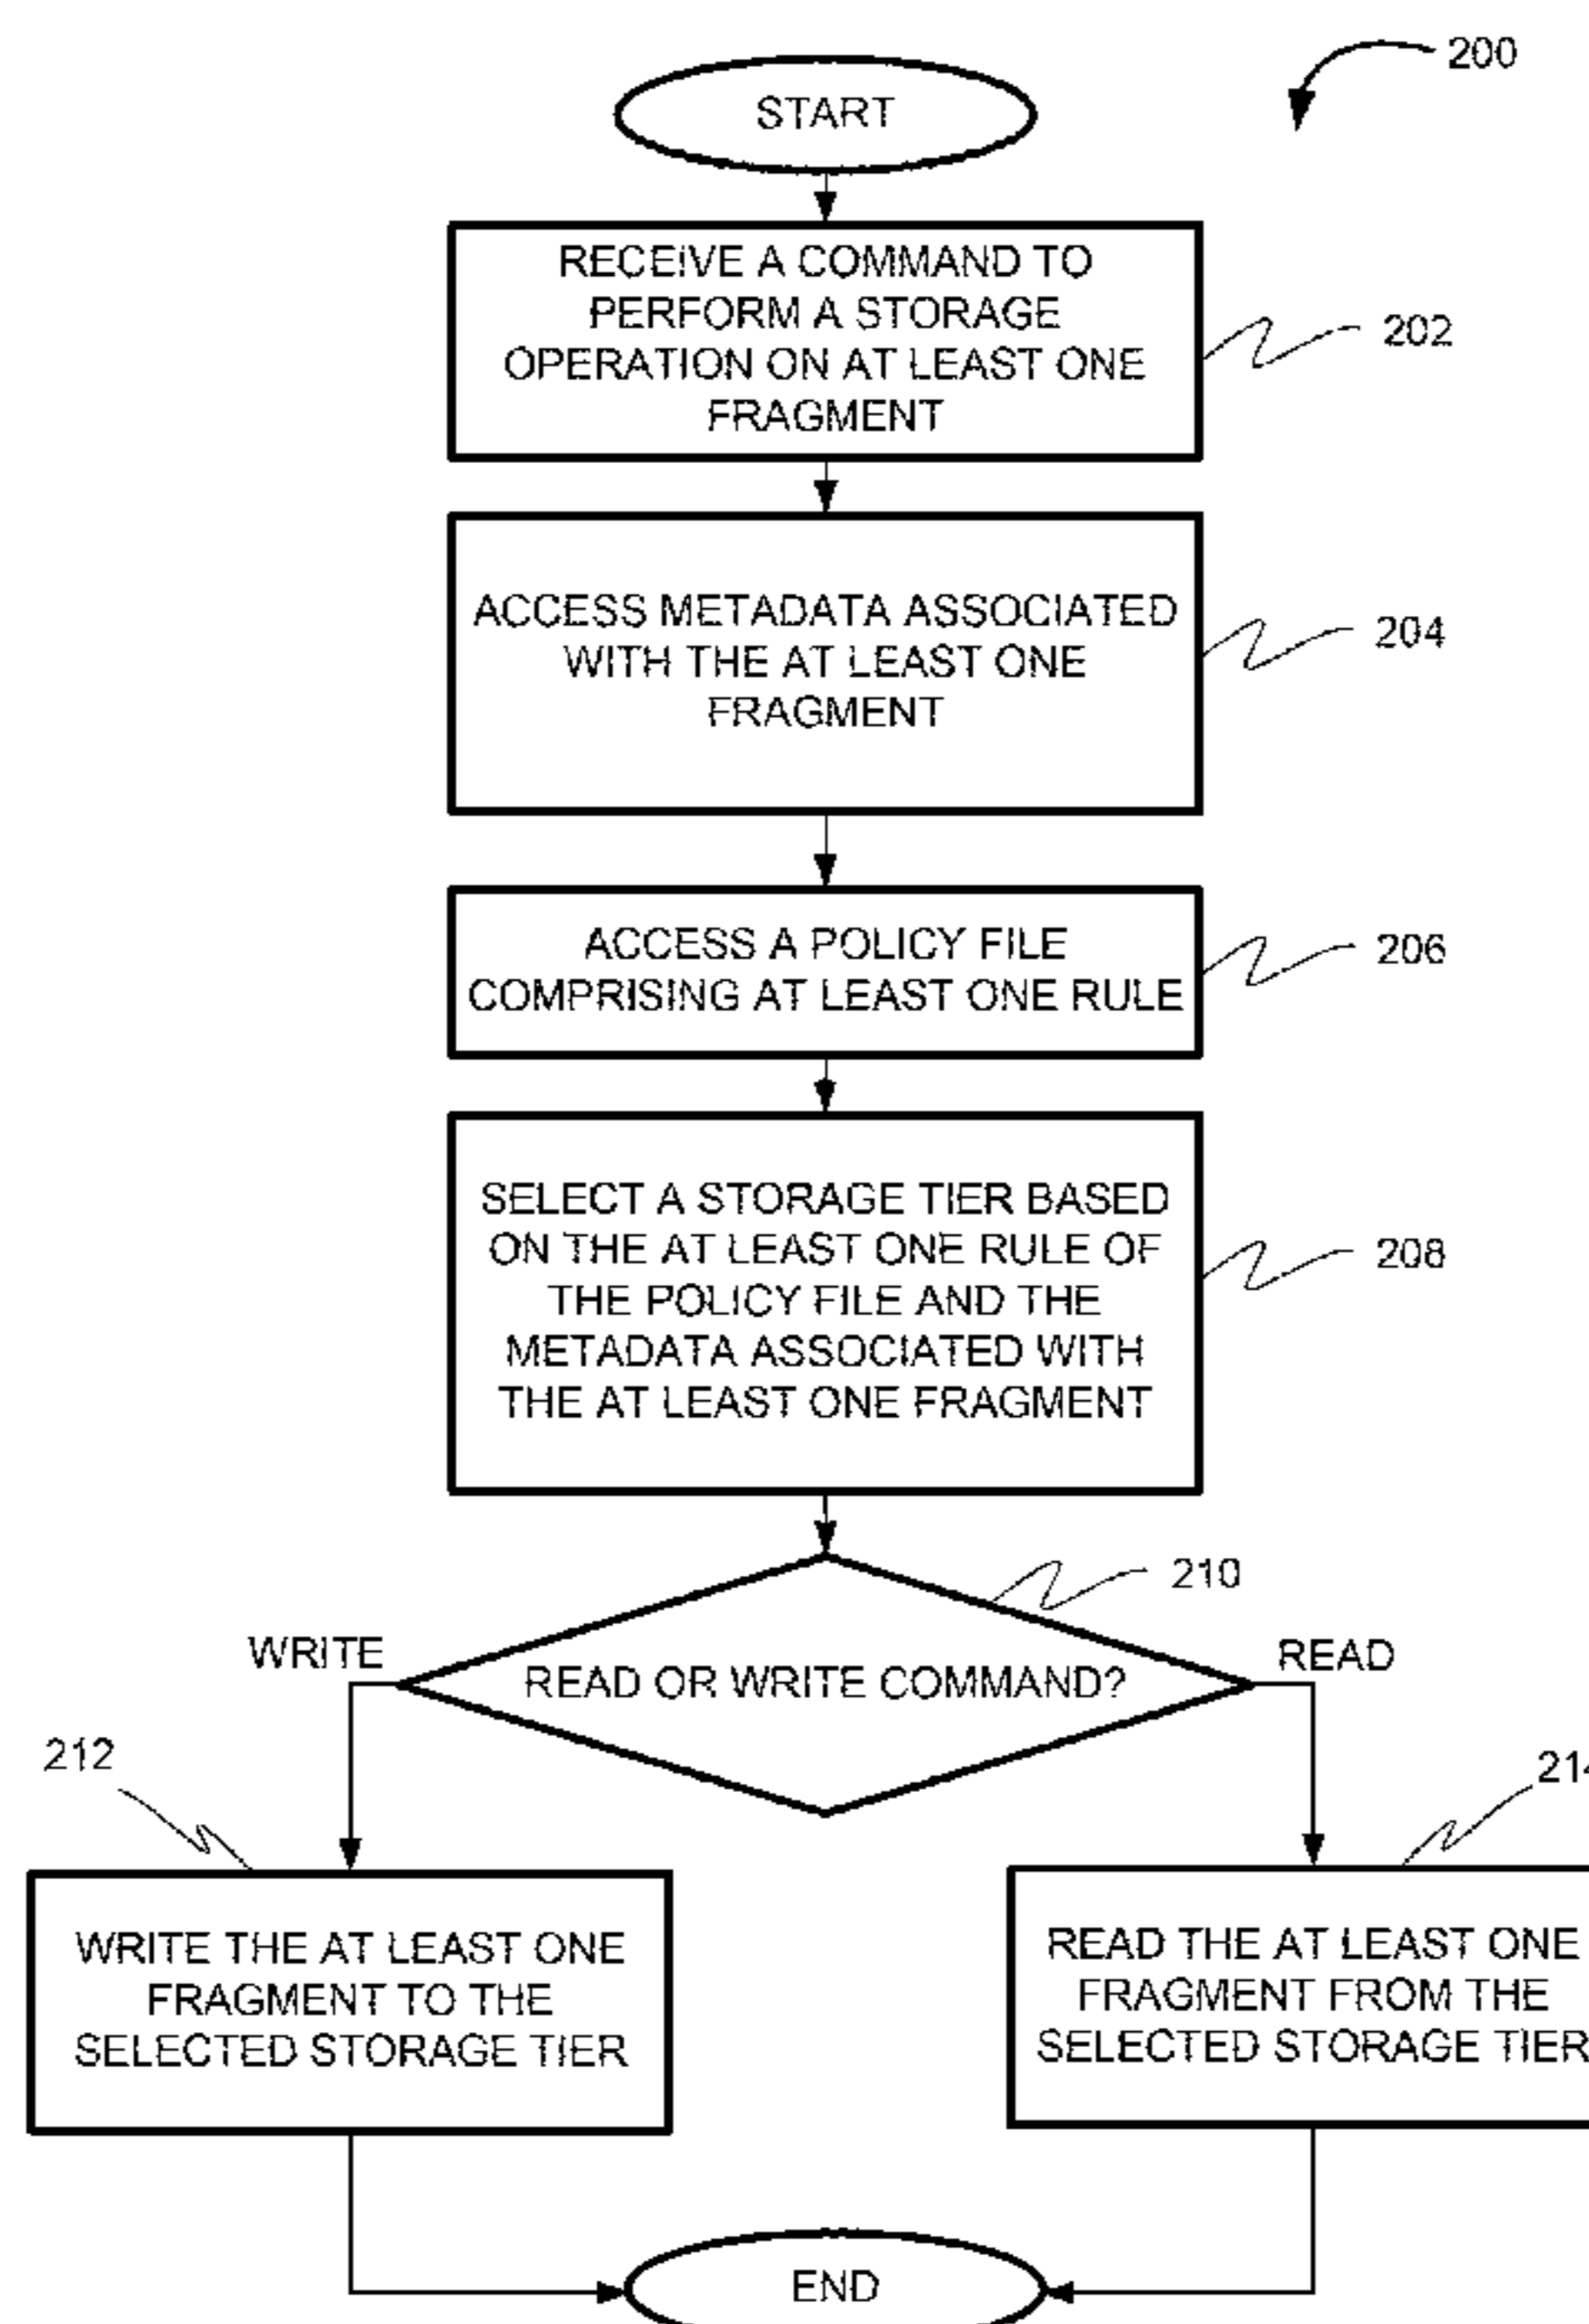 200
START
RECEIVE A COMMAND TO
PERFORM A STORAGE
OPERATION ON AT LEAST ONE
FRAGMENT
202
ACCESS METADATA ASSOCIATED
WITH THE AT LEAST ONE
FRAGMENT
204
ACCESS A POLICY FILE
COMPRISING AT LEAST ONE RULE
206
SELECT A STORAGE TIER BASED
ON THE AT LEAST ONE RULE OF
THE POLICY FILE AND THE
METADATA ASSOCIATED WITH
THE AT LEAST ONE FRAGMENT
208
210
WRITE
READ OR WRITE COMMAND?
READ
212
214
WRITE THE AT LEAST ONE
FRAGMENT TO THE
SELECTED STORAGE TIER
READ THE AT LEAST ONE
FRAGMENT FROM THE
SELECTED STORAGE TIER
END